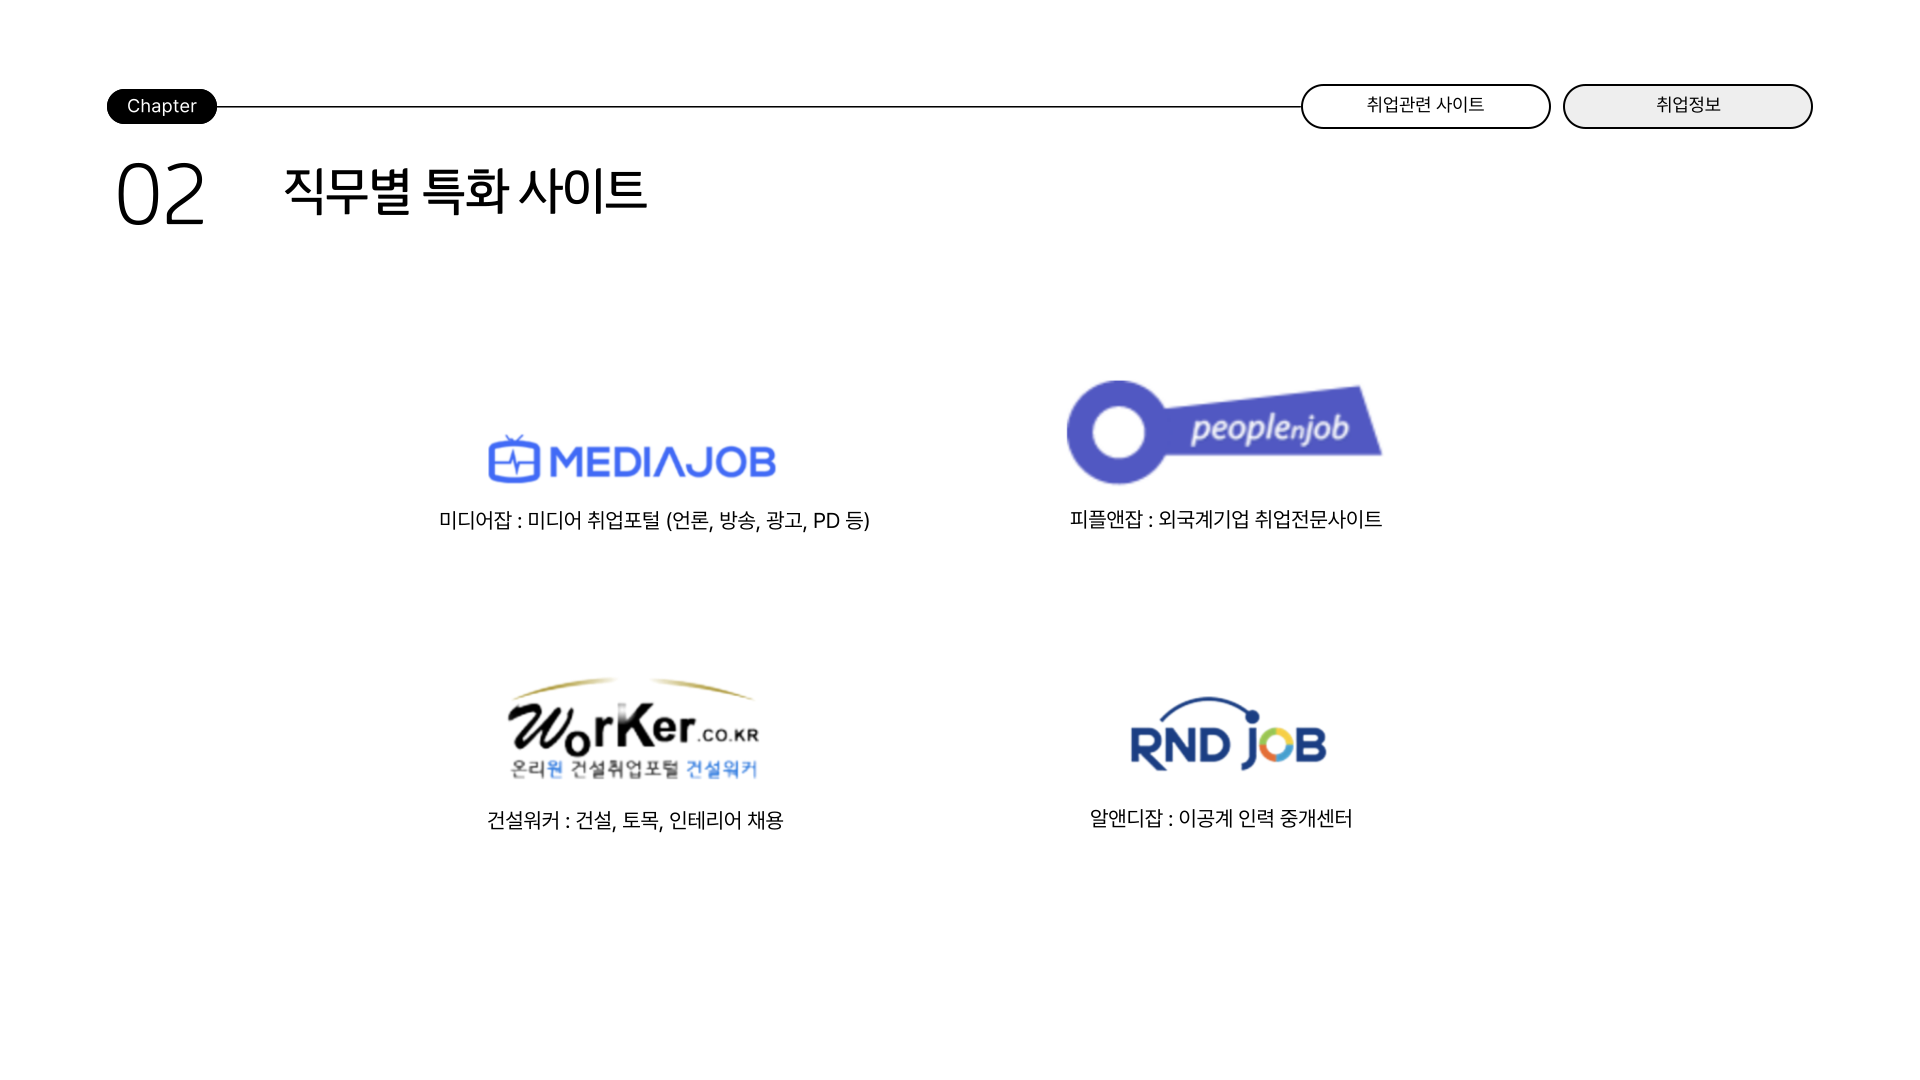 Chapter
취업관련 사이트
취업정보
02
직무별 특화 사이트
MEDIAJOB
미디어잡 : 미디어 취업포털 (언론, 방송, 광고, PD 등)
peoplenjob
피플앤잡 : 외국계기업 취업전문사이트
WorKer.CO.KR
온리원 건설취업포털 건설워커
건설워커 : 건설, 토목, 인테리어 채용
RND JOB
알앤디잡 : 이공계 인력 중개센터